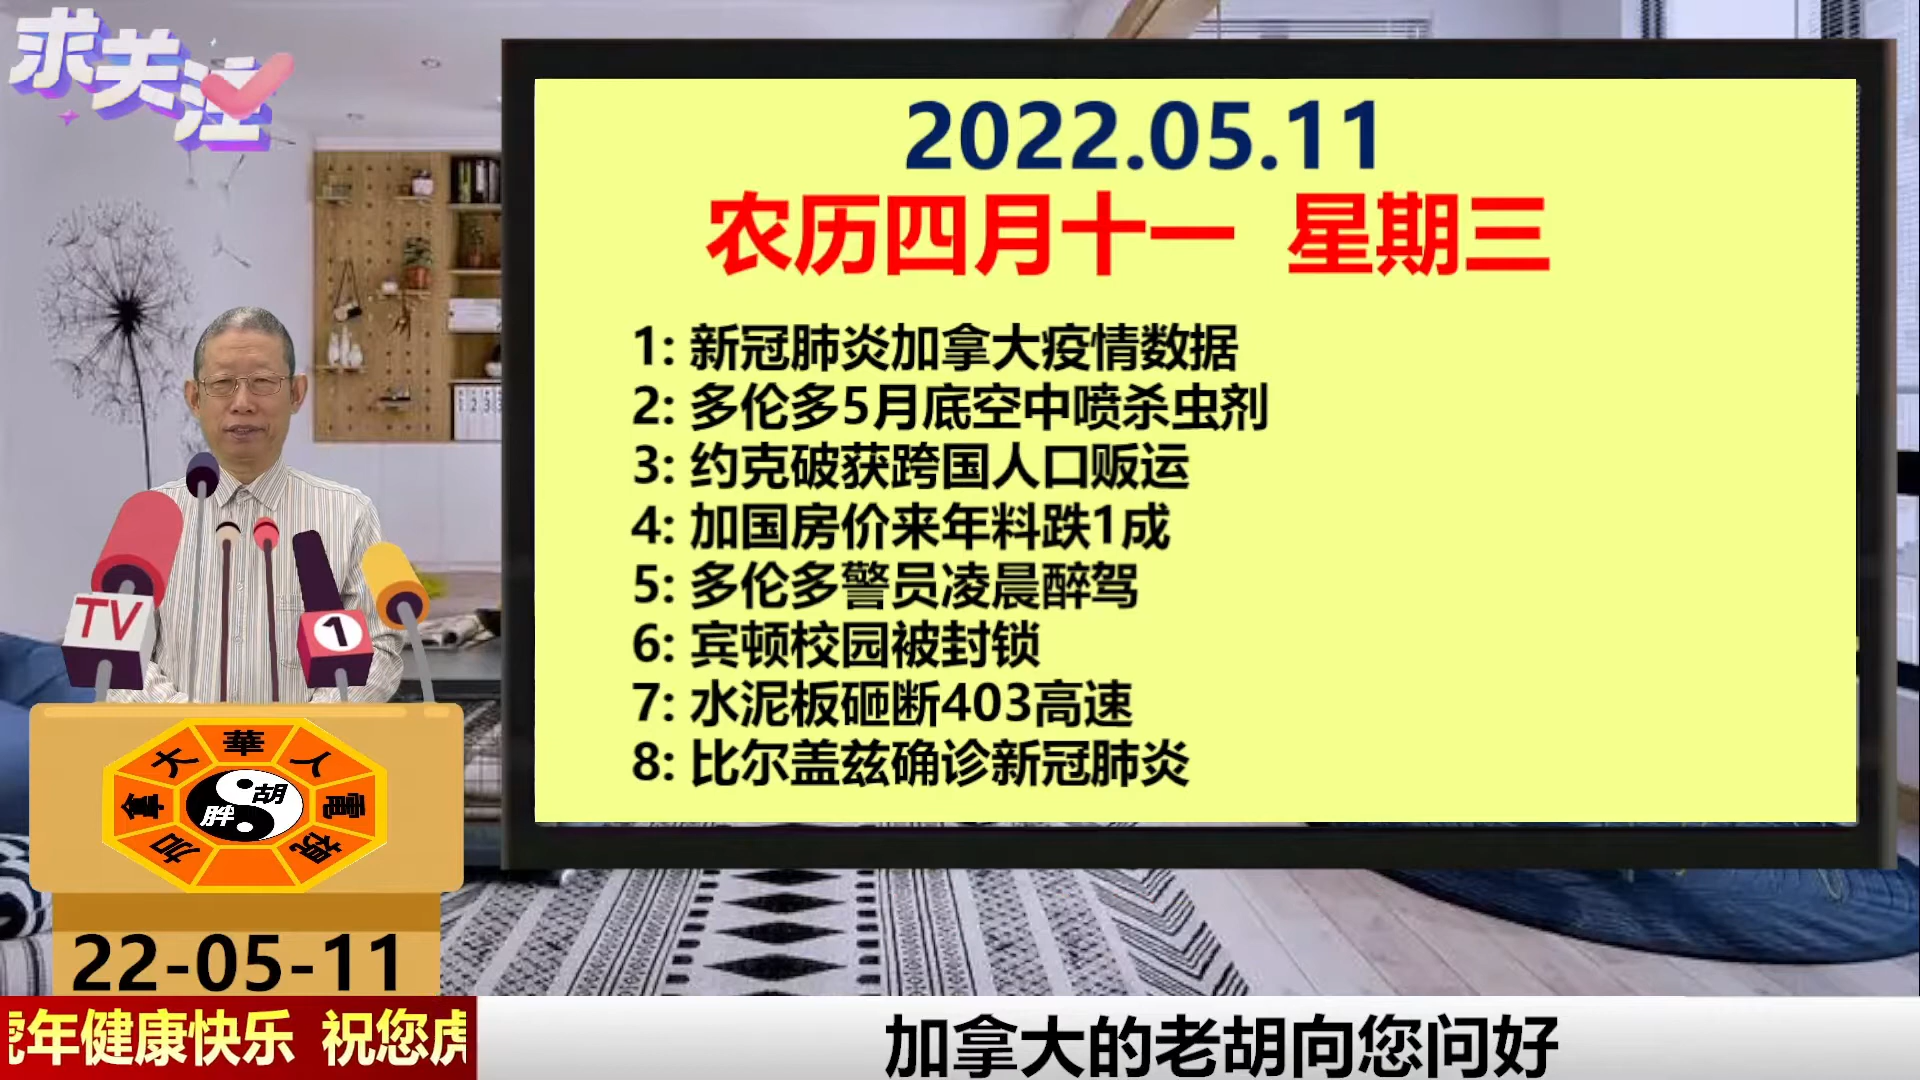 求关注
2022.05.11
农历四月十一 星期三
1: 新冠肺炎加拿大疫情数据
2: 多伦多5月底空中喷杀虫剂
3: 约克破获跨国人口贩运
4: 加国房价来年料跌1成
5: 多伦多警员凌晨醉驾
6: 宾顿校园被封锁
7: 水泥板砸断403高速
8: 比尔盖兹确诊新冠肺炎
TV
1
加拿大華人電視
胖胡
22-05-11
虎年健康快乐 祝您虎
加拿大的老胡向您问好